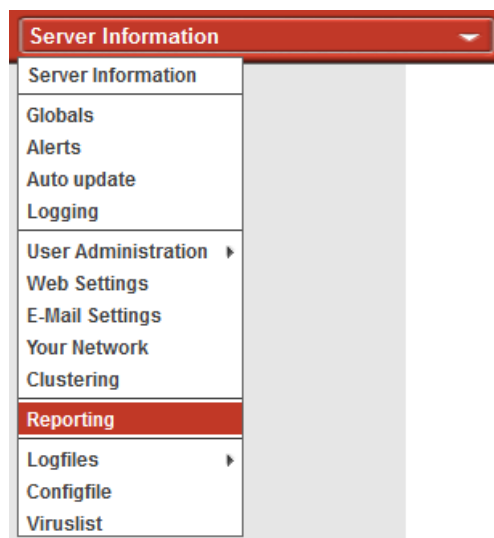 Server Information
Server Information
Globals
Alerts
Auto update
Logging
User Administration
Web Settings
E-Mail Settings
Your Network
Clustering
Reporting
Logfiles
Configfile
Viruslist